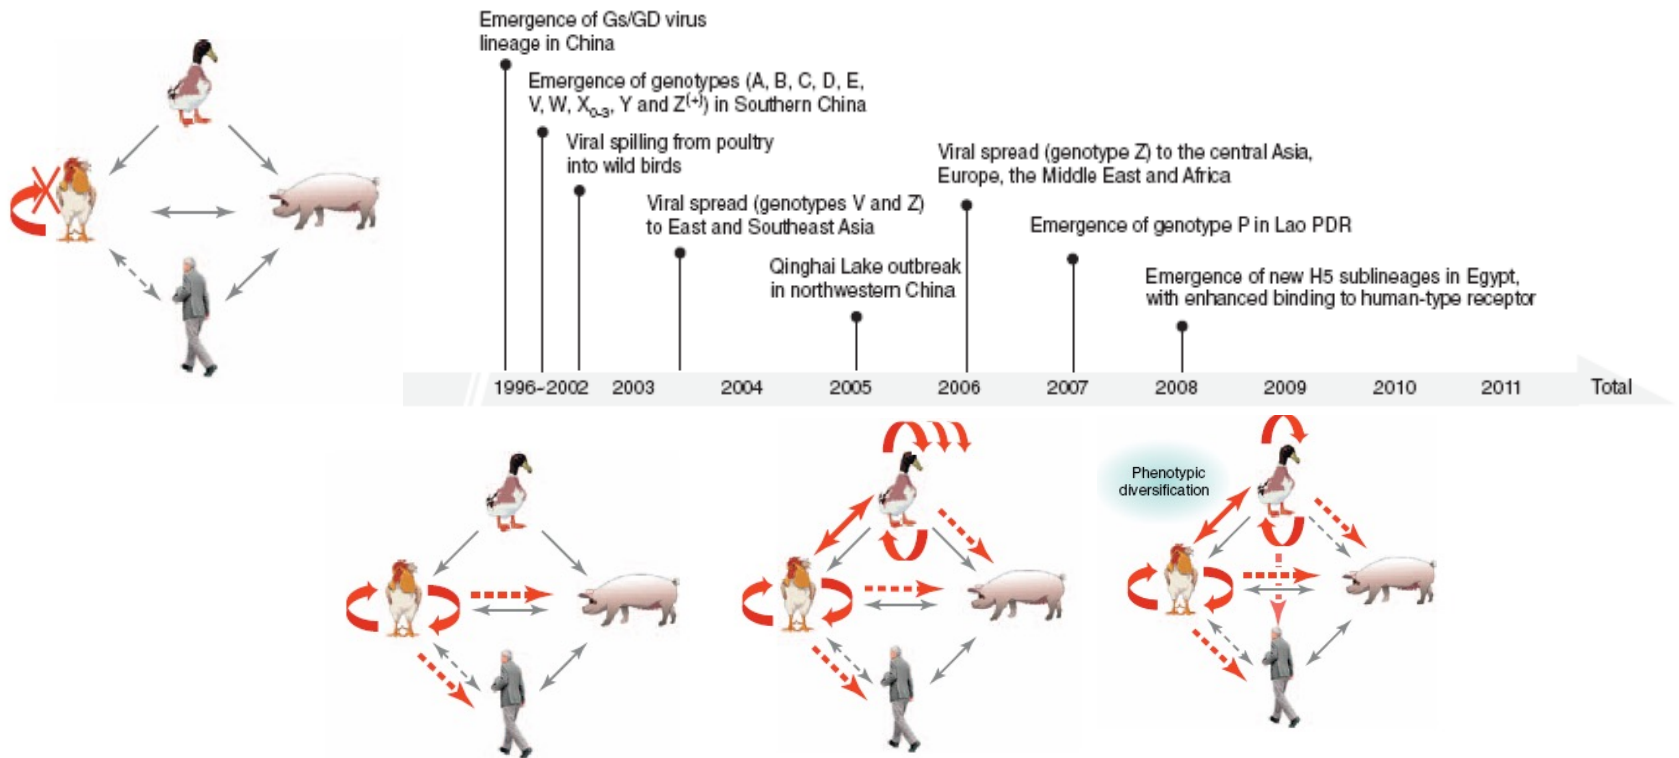 Emergence of Gs/GD virus
lineage in China
Emergence of genotypes (A, B, C, D, E,
V, W, X0–3, Y and Z(+)) in Southern China
Viral spilling from poultry
into wild birds
Viral spread (genotypes V and Z)
to East and Southeast Asia
Qinghai Lake outbreak
in northwestern China
Viral spread (genotype Z) to the central Asia,
Europe, the Middle East and Africa
Emergence of genotype P in Lao PDR
Emergence of new H5 sublineages in Egypt,
with enhanced binding to human-type receptor
1996–2002 2003 2004 2005 2006 2007 2008 2009 2010 2011 Total
Phenotypic
diversification